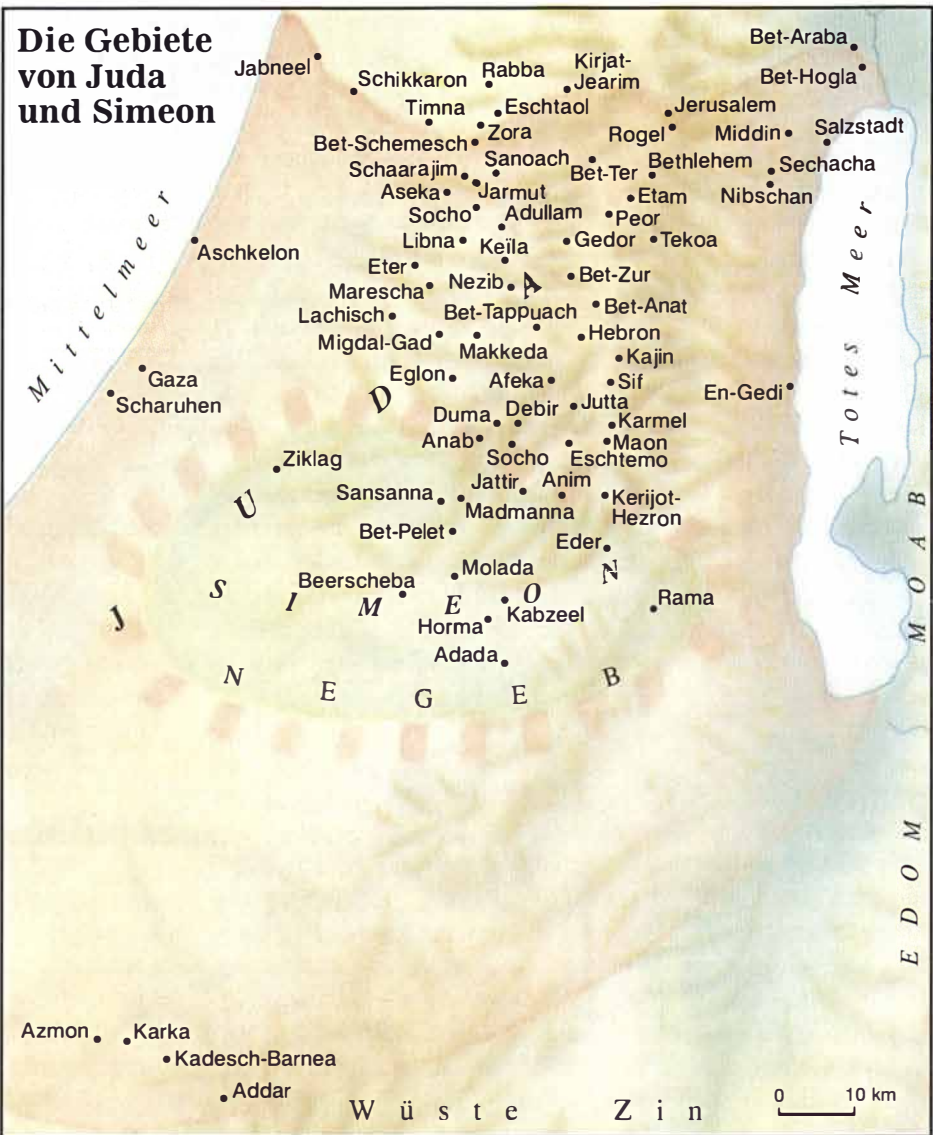 Die Gebiete
von Juda
und Simeon
Bet-Araba
Jabneel
Kirjat-
Jearim
Rabba
Bet-Hogla
Schikkaron
Timna
Eschtaol
Jerusalem
Zora
Rogel
Middin
Salzstadt
Bet-Schemesch
Sanoach
Bet-Ter
Bethlehem
Sechacha
Schaarajim
Jarmut
Nibschan
Aseka
Etam
Socho
Adullam
Peor
Libna
Keïla
Gedor
Tekoa
Aschkelon
Eter
Nezib
Bet-Zur
Marescha
Bet-Anat
Lachisch
Bet-Tappuach
Migdal-Gad
Makkeda
Hebron
Kajin
Gaza
Eglon
Afeka
Sif
En-Gedi
Scharuhen
Duma
Debir
Jutta
Karmel
Anab
Socho
Eschtemo
Maon
Ziklag
Jattir
Anim
Sansanna
Madmanna
Kerijot-
Hezron
Bet-Pelet
Eder
Molada
Beerscheba
Kabzeel
Rama
Horma
Adada
Mittelmeer
Totes Meer
JUDA
SIMEON
NEGEB
MOAB
EDOM
Azmon
Karka
Kadesch-Barnea
Addar
Wüste Zin
0 10 km